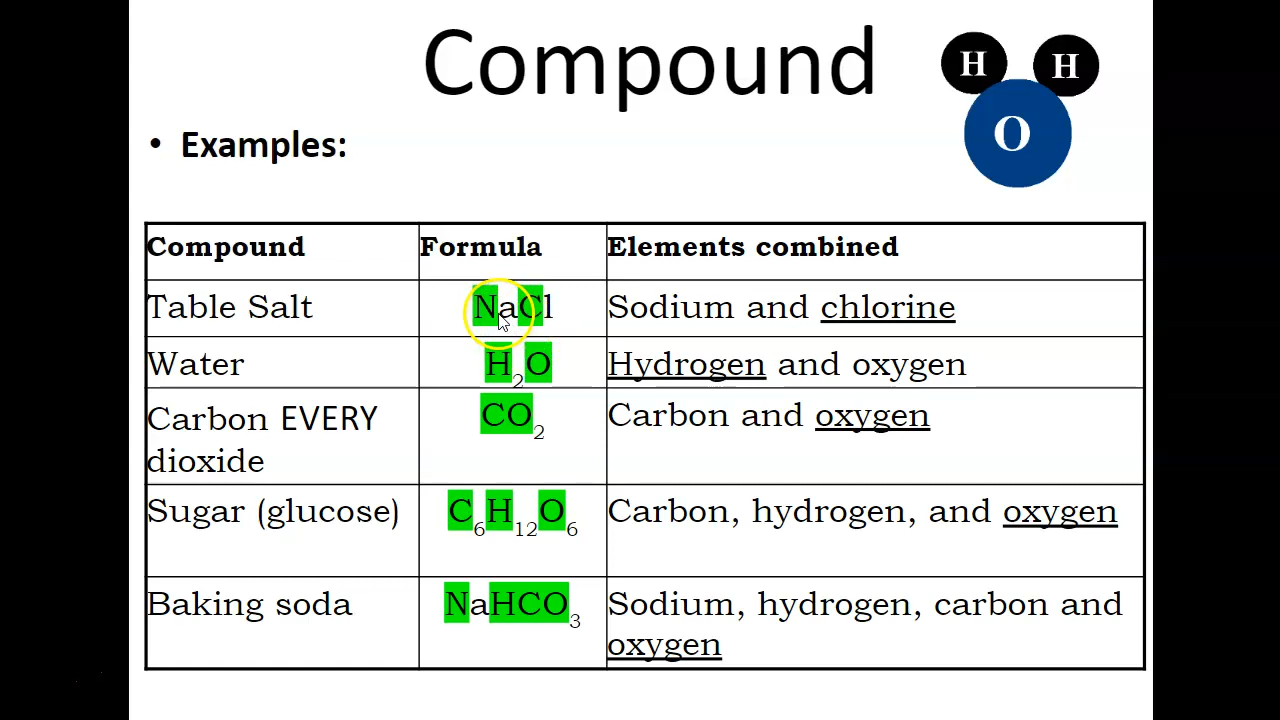 Compound
H H
O
• Examples:
Compound Formula Elements combined
Table Salt NaCl Sodium and chlorine
Water H₂O Hydrogen and oxygen
Carbon EVERY CO₂ Carbon and oxygen
dioxide
Sugar (glucose) C₆H₁₂O₆ Carbon, hydrogen, and oxygen
Baking soda NaHCO₃ Sodium, hydrogen, carbon and
oxygen